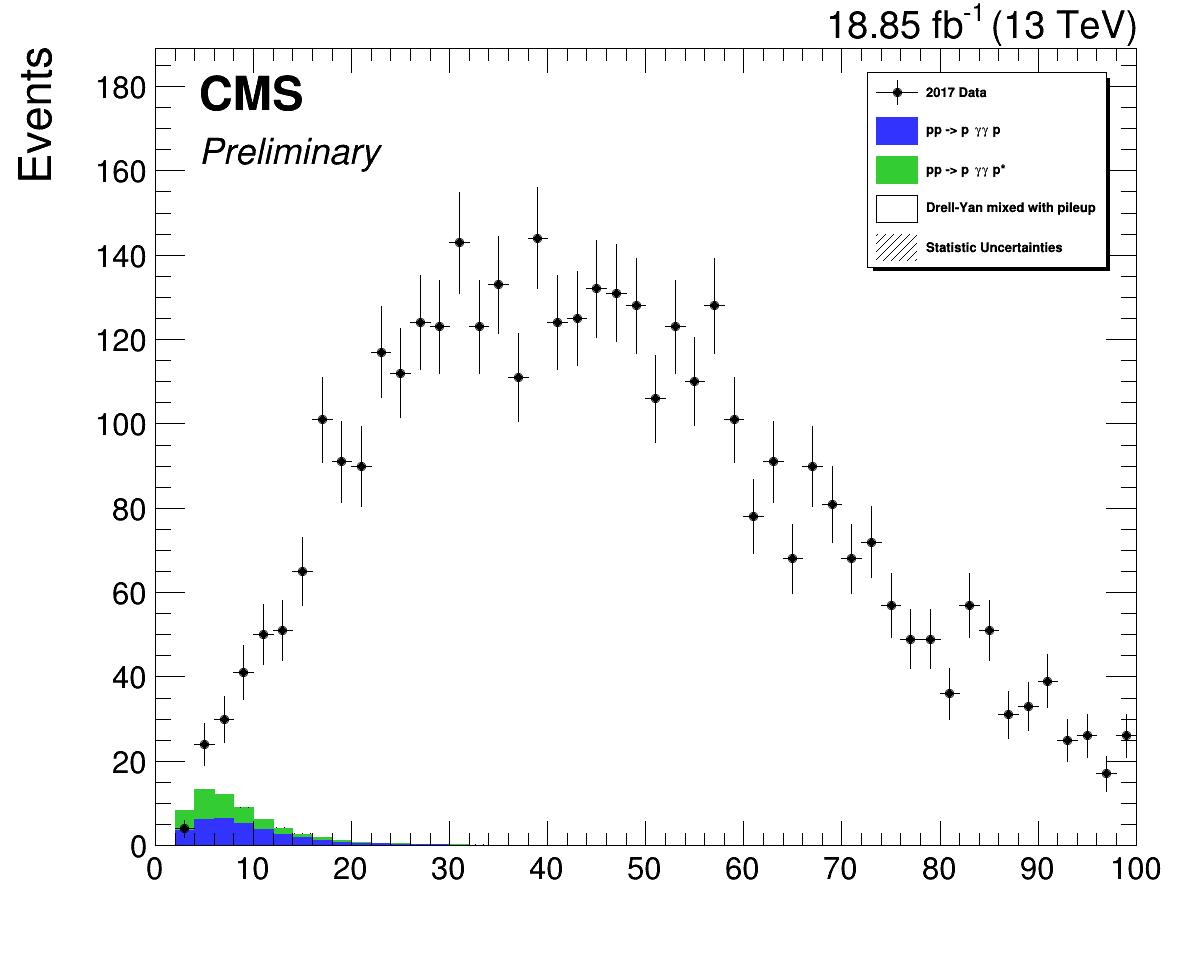 18.85 fb⁻¹ (13 TeV)
Events
CMS
Preliminary
2017 Data
pp -> p γγ p
pp -> p γγ p*
Drell-Yan mixed with pileup
Statistic Uncertainties
180
160
140
120
100
80
60
40
20
0
0 10 20 30 40 50 60 70 80 90 100